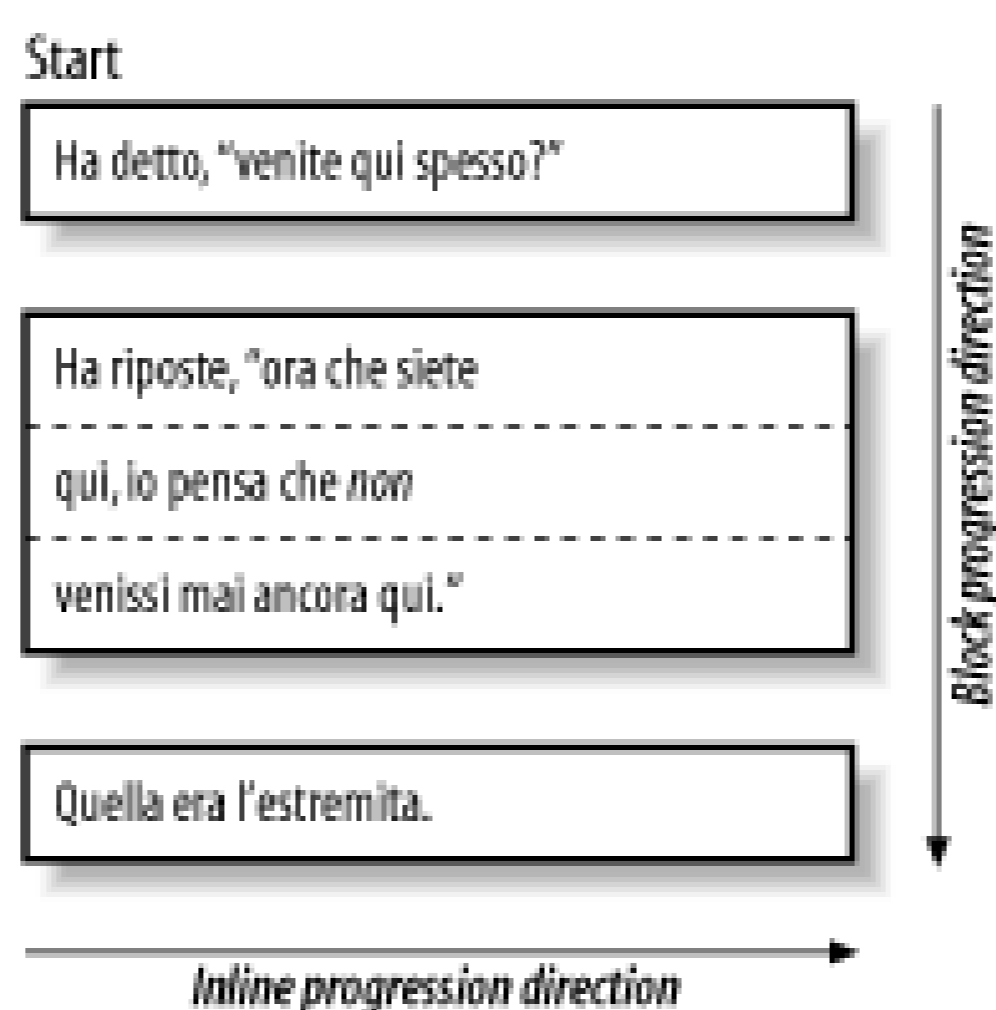 Start
Ha detto, “venite qui spesso?”
Ha riposte, “ora che siete
qui, io pensa che non
venissi mai ancora qui.”
Quella era l'estremita.
Block progression direction
Inline progression direction